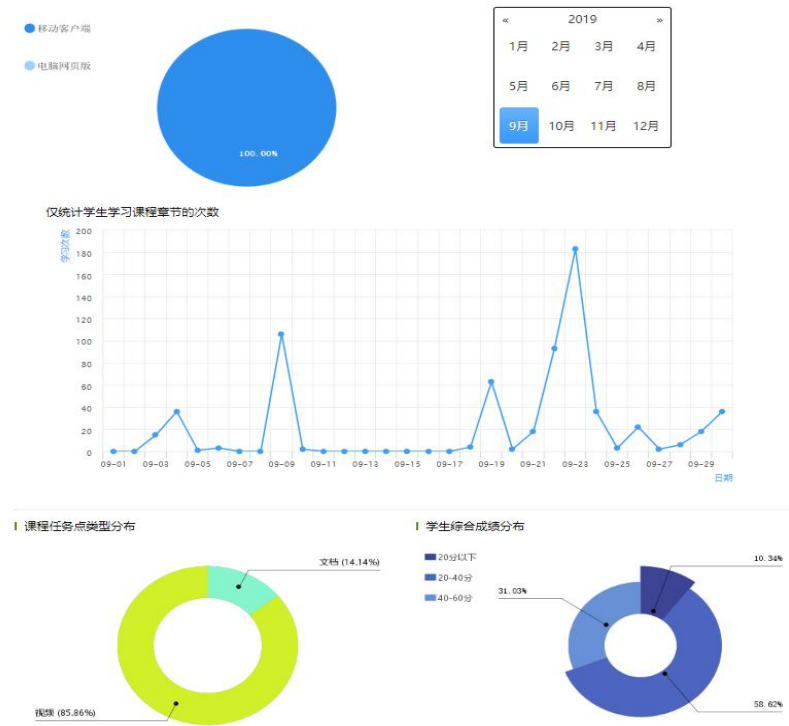 移动客户端
电脑网页版
100.00%
« 2019 »
1月 2月 3月 4月
5月 6月 7月 8月
9月 10月 11月 12月
仅统计学生学习课程章节的次数
学习次数
200
180
160
140
120
100
80
60
40
20
0
09-01 09-03 09-05 09-07 09-09 09-11 09-13 09-15 09-17 09-19 09-21 09-23 09-25 09-27 09-29
日期
课程任务点类型分布
文档 (14.14%)
视频 (85.86%)
学生综合成绩分布
20分以下
20-40分
40-60分
10.34%
31.03%
58.62%